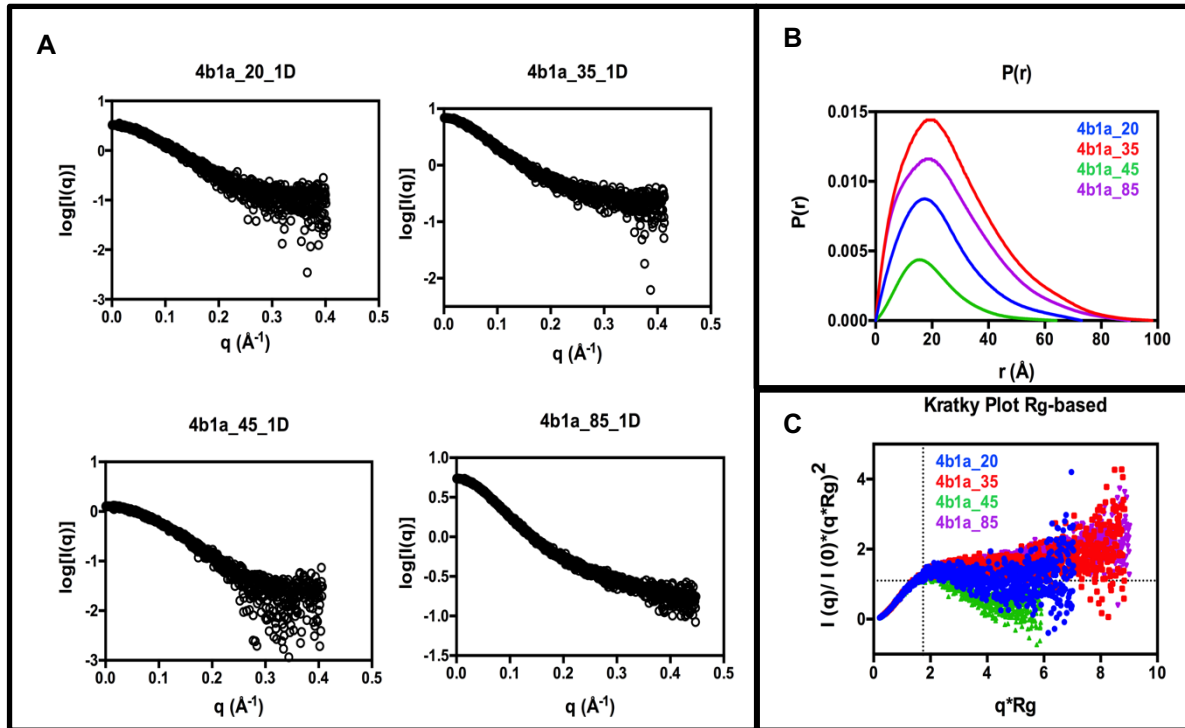 A
4b1a_20_1D
1
0
-1
-2
-3
0.0 0.1 0.2 0.3 0.4 0.5
log[I(q)]
q (Å⁻¹)
4b1a_35_1D
1
0
-1
-2
0.0 0.1 0.2 0.3 0.4 0.5
log[I(q)]
q (Å⁻¹)
4b1a_45_1D
1
0
-1
-2
-3
0.0 0.1 0.2 0.3 0.4 0.5
log[I(q)]
q (Å⁻¹)
4b1a_85_1D
1.0
0.5
0.0
-0.5
-1.0
-1.5
0.0 0.1 0.2 0.3 0.4 0.5
log[I(q)]
q (Å⁻¹)
B
P(r)
0.015
0.010
0.005
0.000
0 20 40 60 80 100
P(r)
r (Å)
4b1a_20
4b1a_35
4b1a_45
4b1a_85
C
Kratky Plot Rg-based
4
2
0
0 2 4 6 8 10
I (q)/ I (0)*(q*Rg)²
q*Rg
4b1a_20
4b1a_35
4b1a_45
4b1a_85